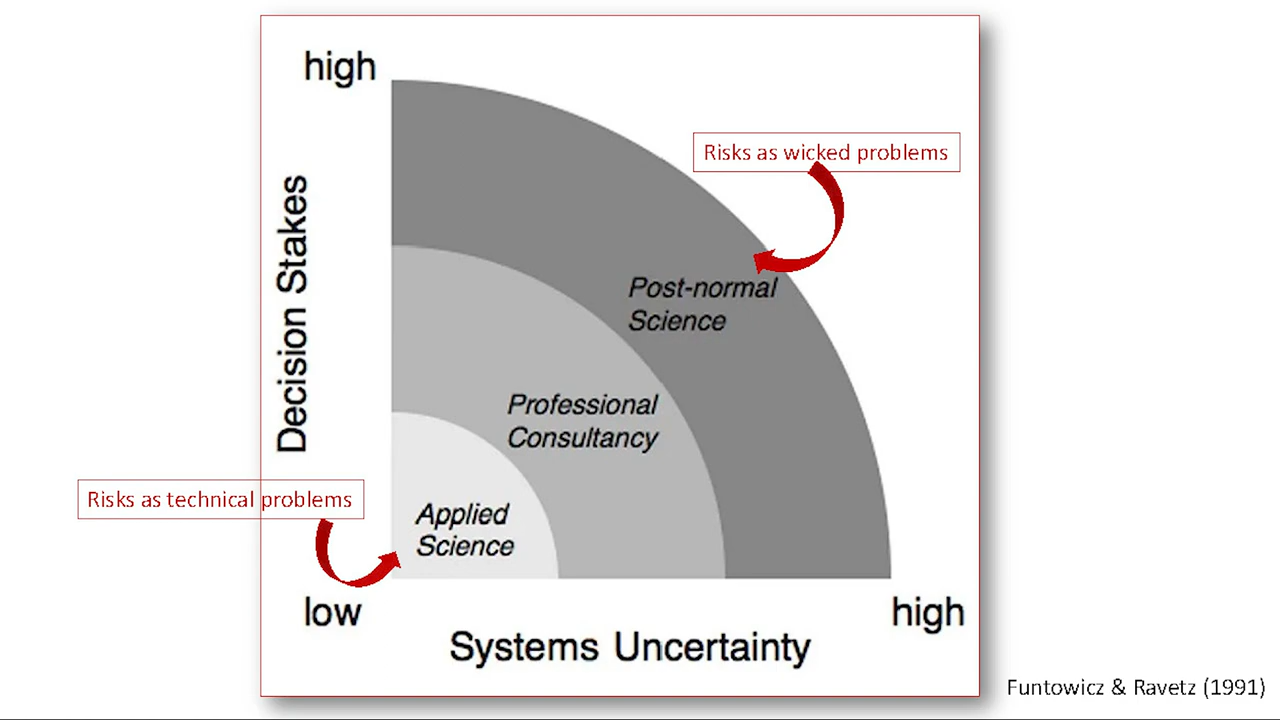 high
Risks as wicked problems
Decision Stakes
Post-normal
Science
Professional
Consultancy
Risks as technical problems
Applied
Science
low
high
Systems Uncertainty
Funtowicz & Ravetz (1991)